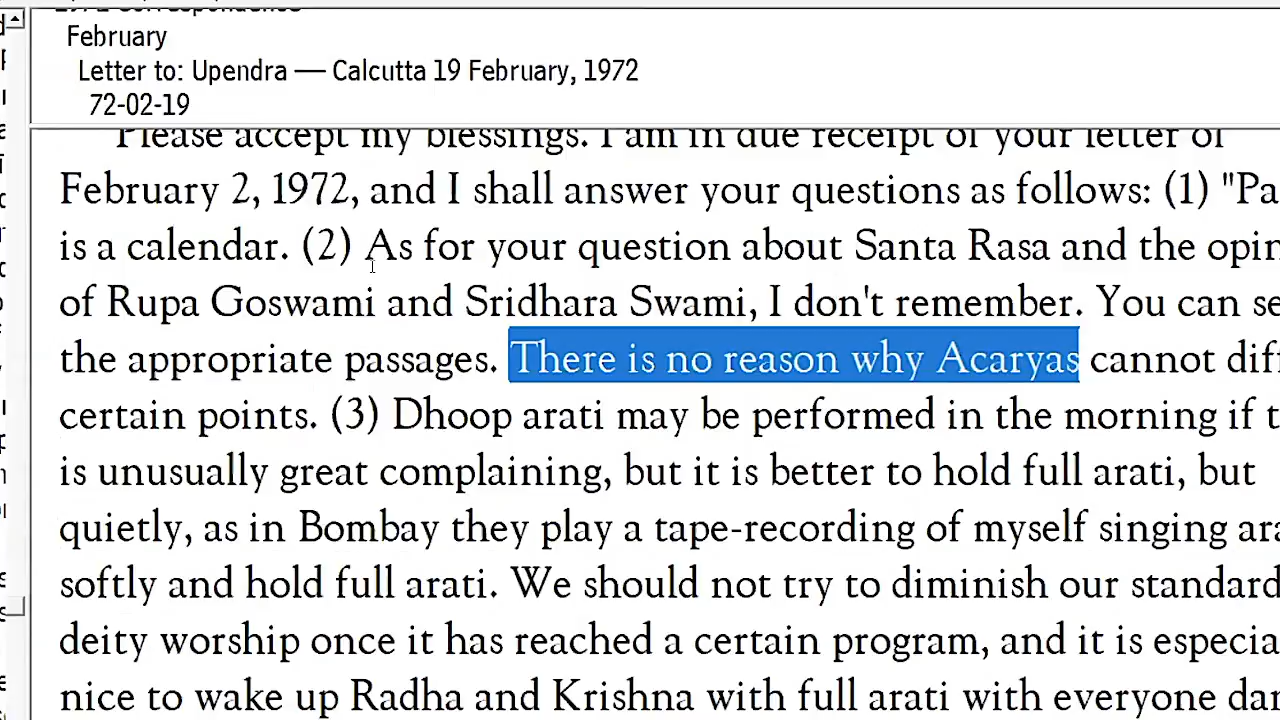 February
Letter to: Upendra — Calcutta 19 February, 1972
72-02-19
Please accept my blessings. I am in due receipt of your letter of
February 2, 1972, and I shall answer your questions as follows: (1) "Pa
is a calendar. (2) As for your question about Santa Rasa and the opin
of Rupa Goswami and Sridhara Swami, I don't remember. You can se
the appropriate passages. There is no reason why Acaryas cannot diff
certain points. (3) Dhoop arati may be performed in the morning if t
is unusually great complaining, but it is better to hold full arati, but
quietly, as in Bombay they play a tape-recording of myself singing ara
softly and hold full arati. We should not try to diminish our standard
deity worship once it has reached a certain program, and it is especia
nice to wake up Radha and Krishna with full arati with everyone dan